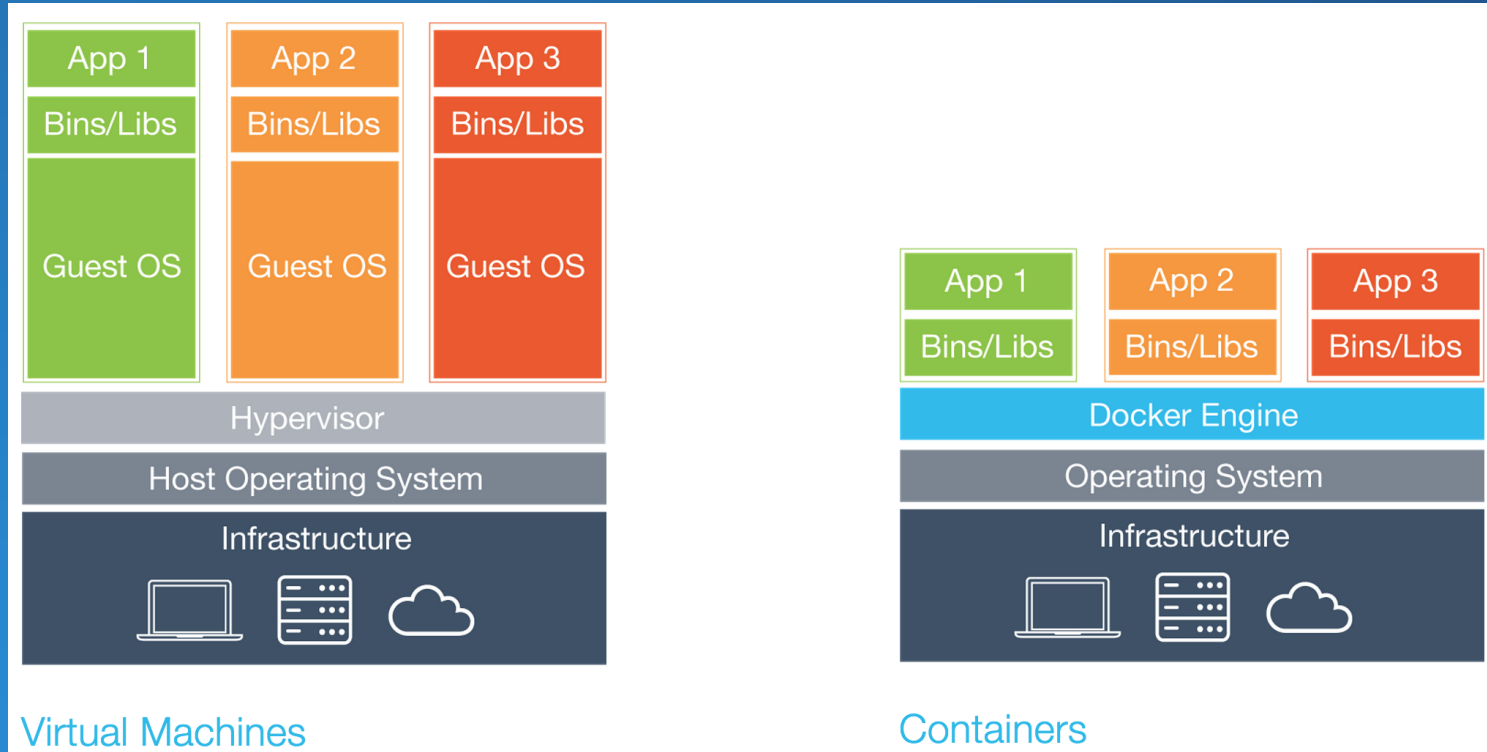 App 1
App 2
App 3
Bins/Libs
Bins/Libs
Bins/Libs
Guest OS
Guest OS
Guest OS
Hypervisor
Host Operating System
Infrastructure
Virtual Machines
App 1
App 2
App 3
Bins/Libs
Bins/Libs
Bins/Libs
Docker Engine
Operating System
Infrastructure
Containers